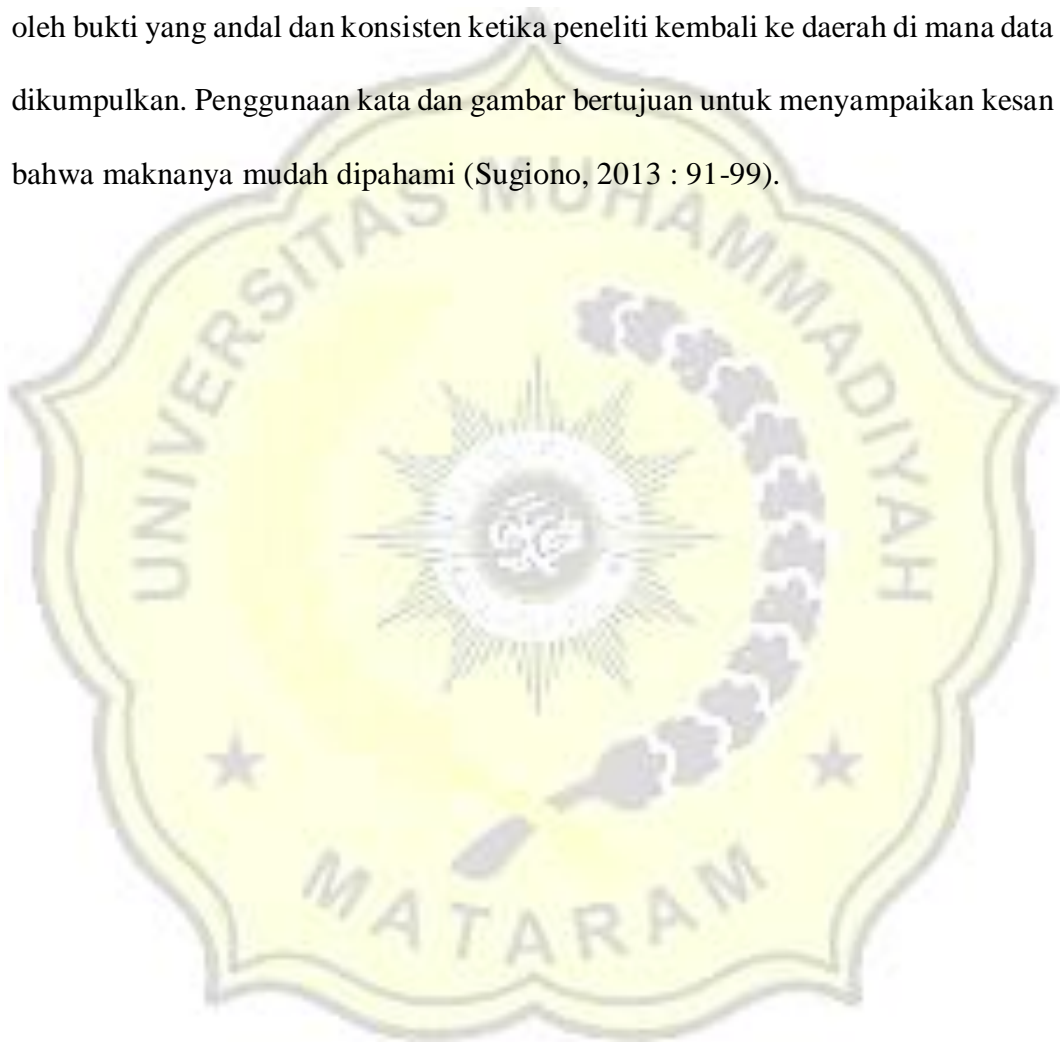 oleh bukti yang andal dan konsisten ketika peneliti kembali ke daerah di mana data
dikumpulkan. Penggunaan kata dan gambar bertujuan untuk menyampaikan kesan
bahwa maknanya mudah dipahami (Sugiono, 2013 : 91-99).
UNIVERSITAS MUHAMMADIYAH
MATARAM